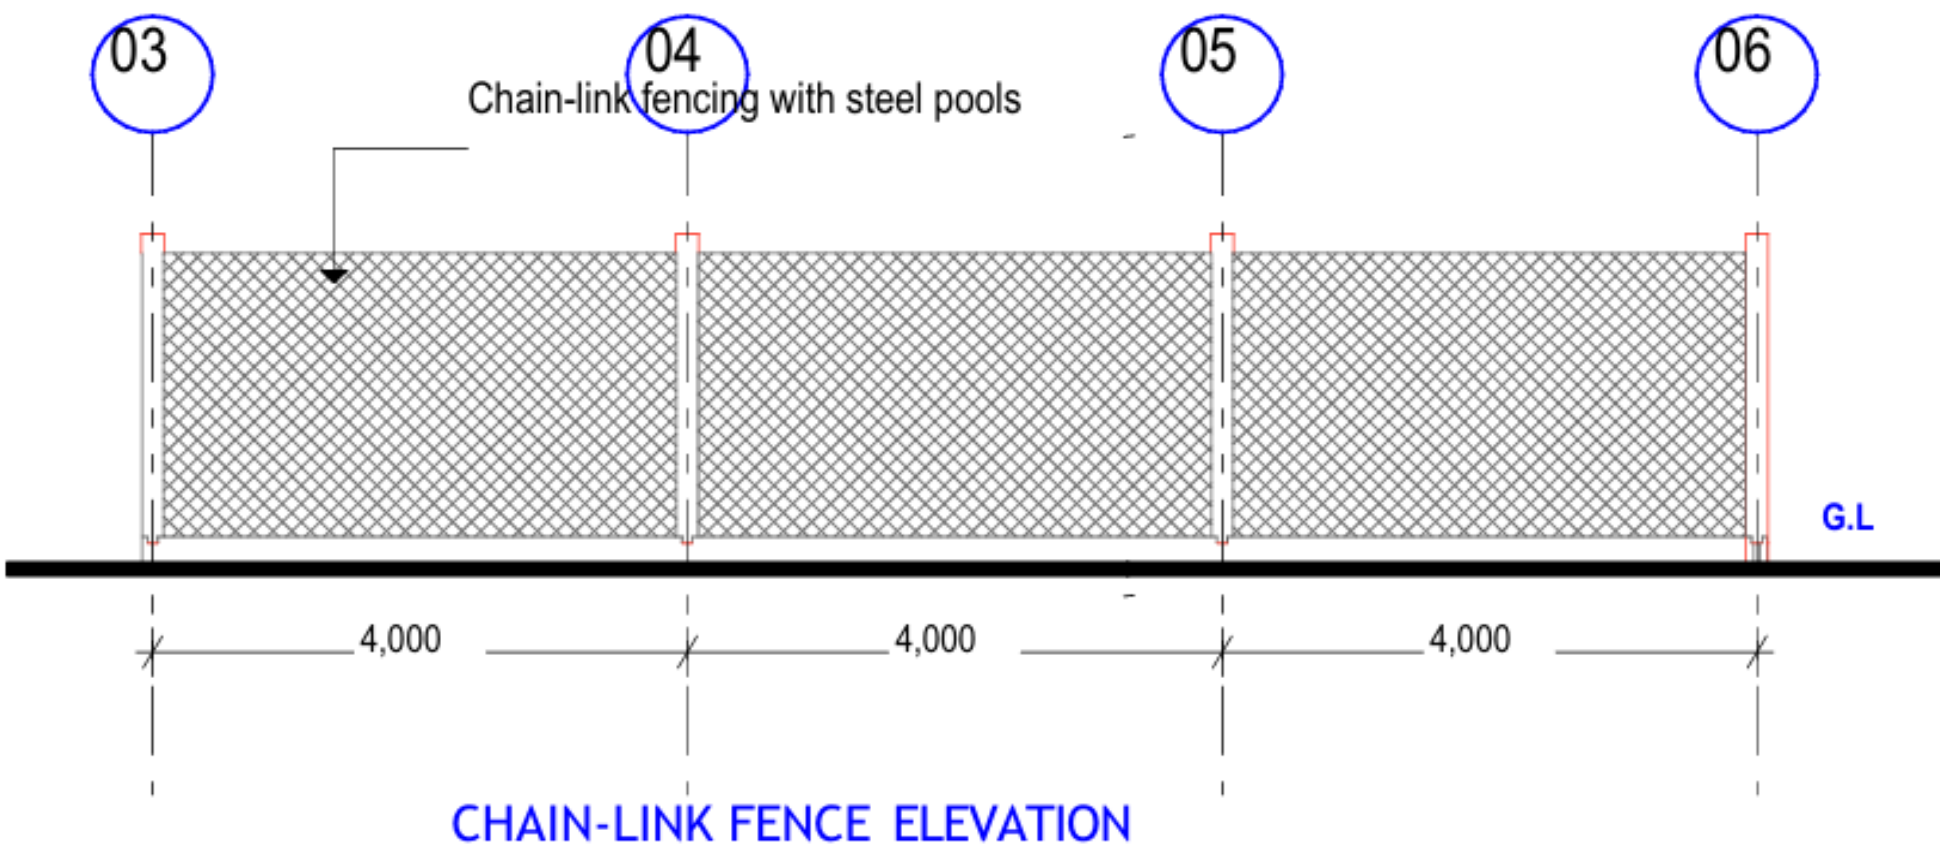 03
04
05
06
Chain-link fencing with steel pools
G.L
4,000
4,000
4,000
CHAIN-LINK FENCE ELEVATION